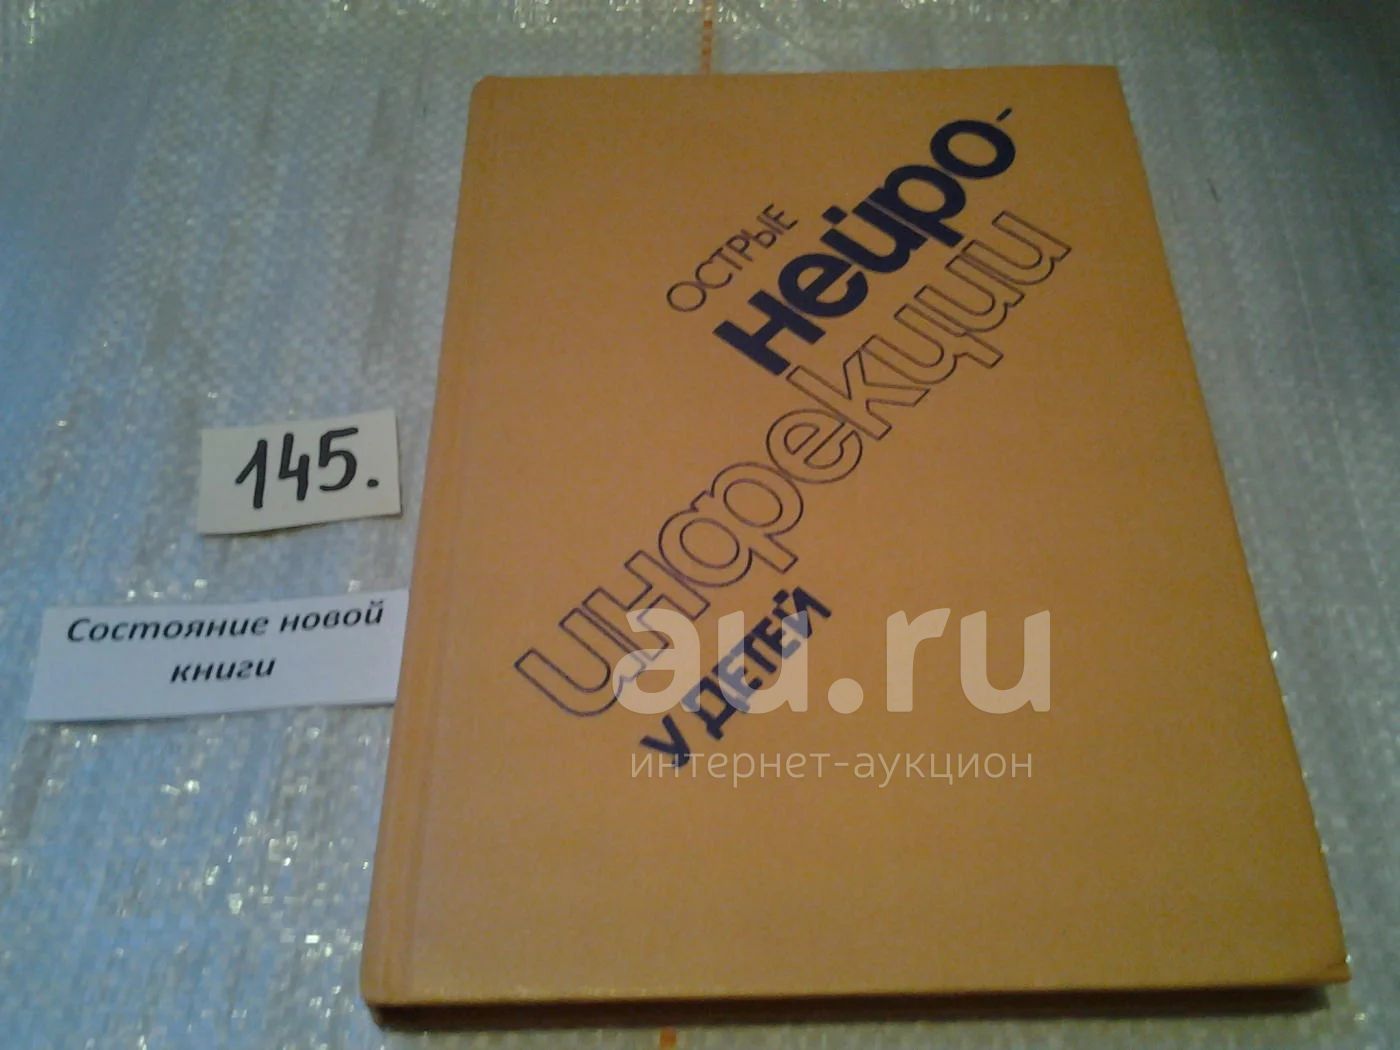 ОСТРЫЕ
нейро-
инфекции
У ДЕТЕЙ
145.
Состояние новой
книги
au.ru
интернет-аукцион